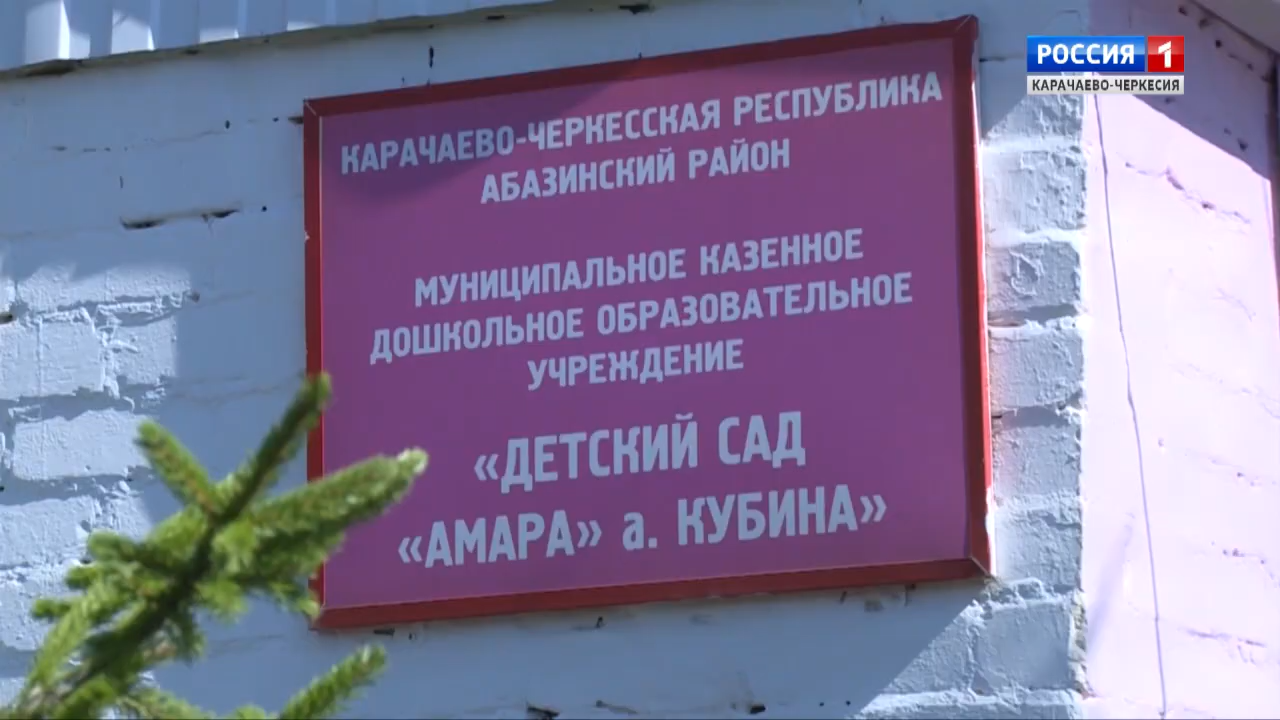 РОССИЯ 1
КАРАЧАЕВО-ЧЕРКЕСИЯ
КАРАЧАЕВО-ЧЕРКЕССКАЯ РЕСПУБЛИКА
АБАЗИНСКИЙ РАЙОН
МУНИЦИПАЛЬНОЕ КАЗЕННОЕ
ДОШКОЛЬНОЕ ОБРАЗОВАТЕЛЬНОЕ
УЧРЕЖДЕНИЕ
«ДЕТСКИЙ САД
«АМАРА» а. КУБИНА»